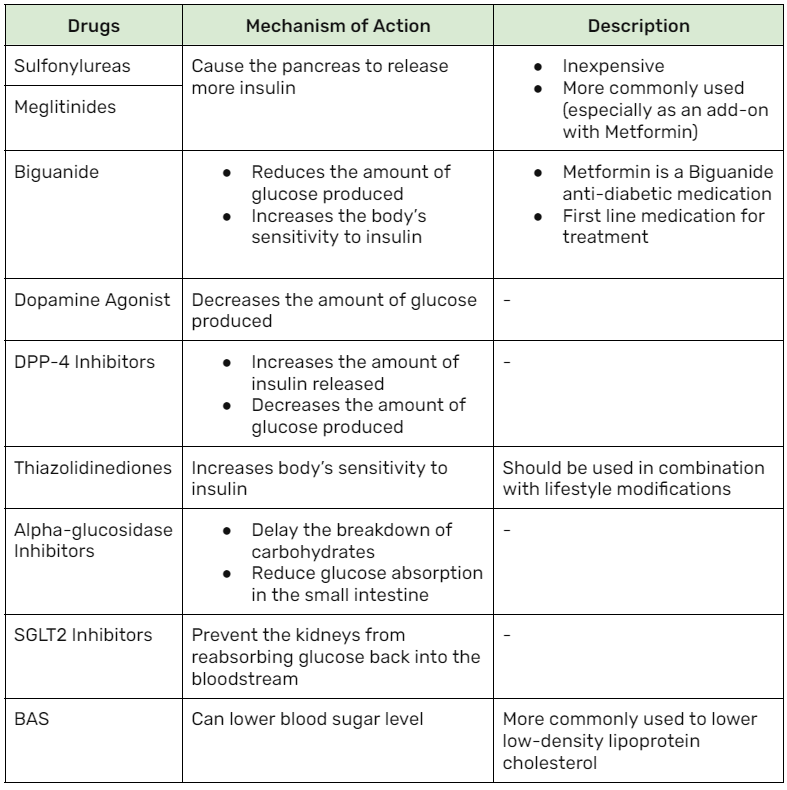 Drugs
Mechanism of Action
Description
Sulfonylureas
Meglitinides
Cause the pancreas to release
more insulin
● Inexpensive
● More commonly used
(especially as an add-on
with Metformin)
Biguanide
● Reduces the amount of
glucose produced
● Increases the body's
sensitivity to insulin
● Metformin is a Biguanide
anti-diabetic medication
● First line medication for
treatment
Dopamine Agonist
Decreases the amount of glucose
produced
-
DPP-4 Inhibitors
● Increases the amount of
insulin released
● Decreases the amount of
glucose produced
-
Thiazolidinediones
Increases body's sensitivity to
insulin
Should be used in combination
with lifestyle modifications
Alpha-glucosidase
Inhibitors
● Delay the breakdown of
carbohydrates
● Reduce glucose absorption
in the small intestine
-
SGLT2 Inhibitors
Prevent the kidneys from
reabsorbing glucose back into the
bloodstream
-
BAS
Can lower blood sugar level
More commonly used to lower
low-density lipoprotein
cholesterol